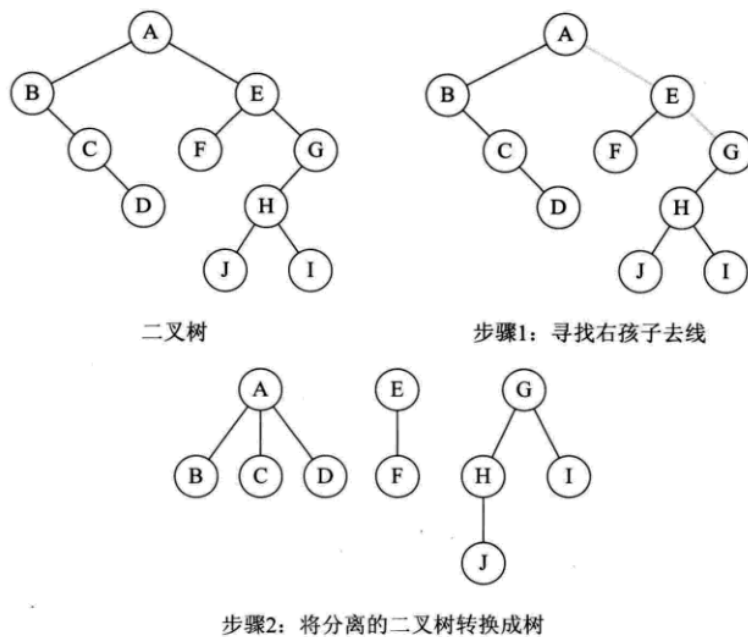 A
B E
C F G
D H
J I
二叉树
A
B E
C F G
D H
J I
步骤1：寻找右孩子去线
A E G
B C D F H I
J
步骤2：将分离的二叉树转换成树